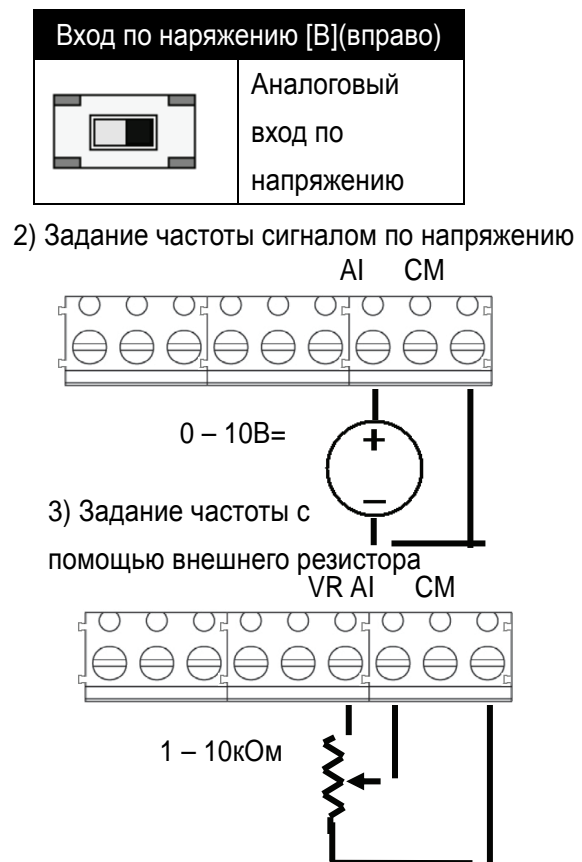 Вход по наряжению [В](вправо)
Аналоговый
вход по
напряжению
2) Задание частоты сигналом по напряжению
AI CM
0 – 10В=
+
–
3) Задание частоты с
помощью внешнего резистора
VR AI CM
1 – 10кОм